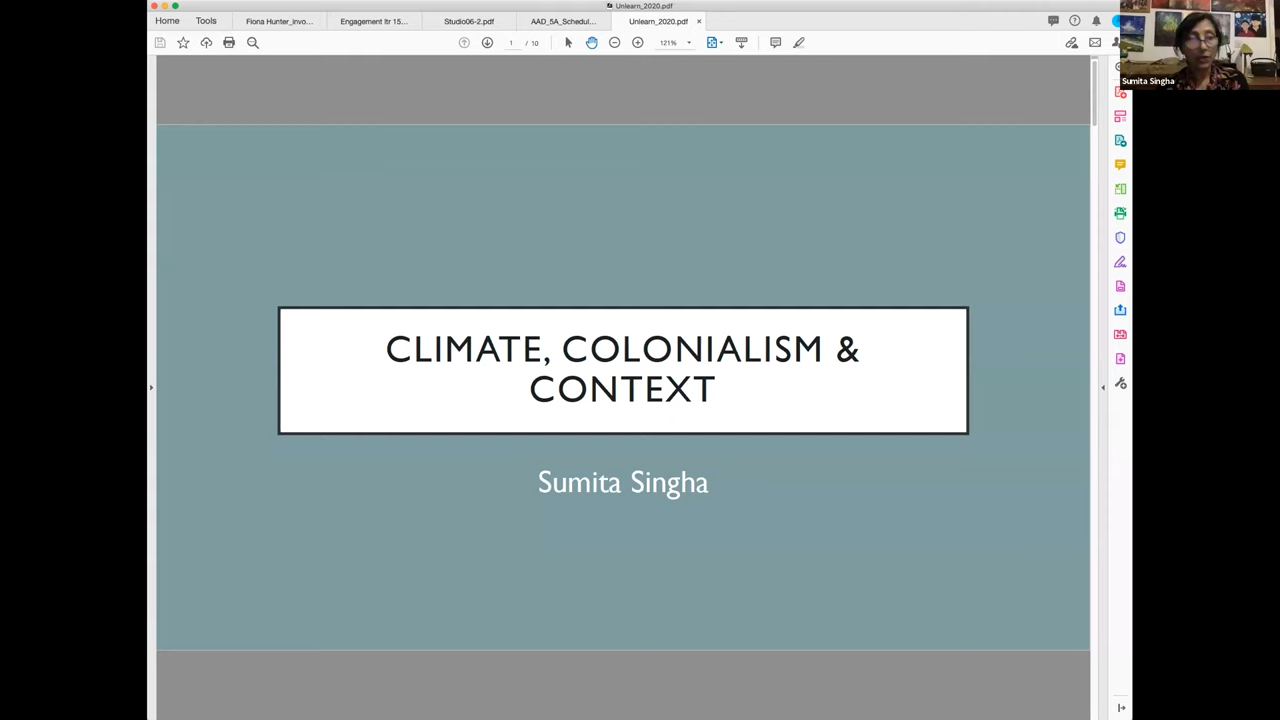 Unlearn_2020.pdf
Home
Tools
Fiona Hunter_invo...
Engagement ltr 15...
Studio06-2.pdf
AAD_5A_Schedul...
Unlearn_2020.pdf ×
1 / 10
121%
Sumita Singha
CLIMATE, COLONIALISM &
CONTEXT
Sumita Singha